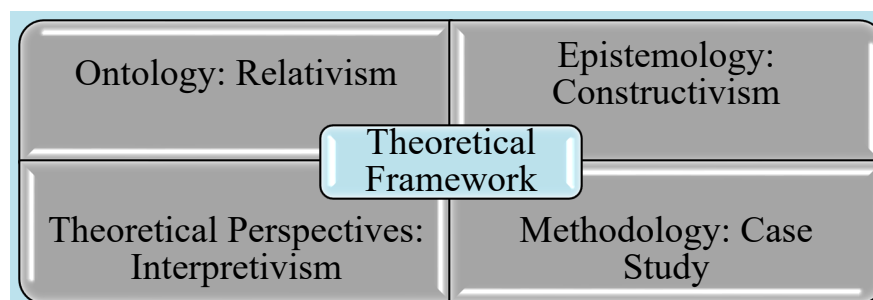 Ontology: Relativism
Epistemology:
Constructivism
Theoretical
Framework
Theoretical Perspectives:
Interpretivism
Methodology: Case
Study